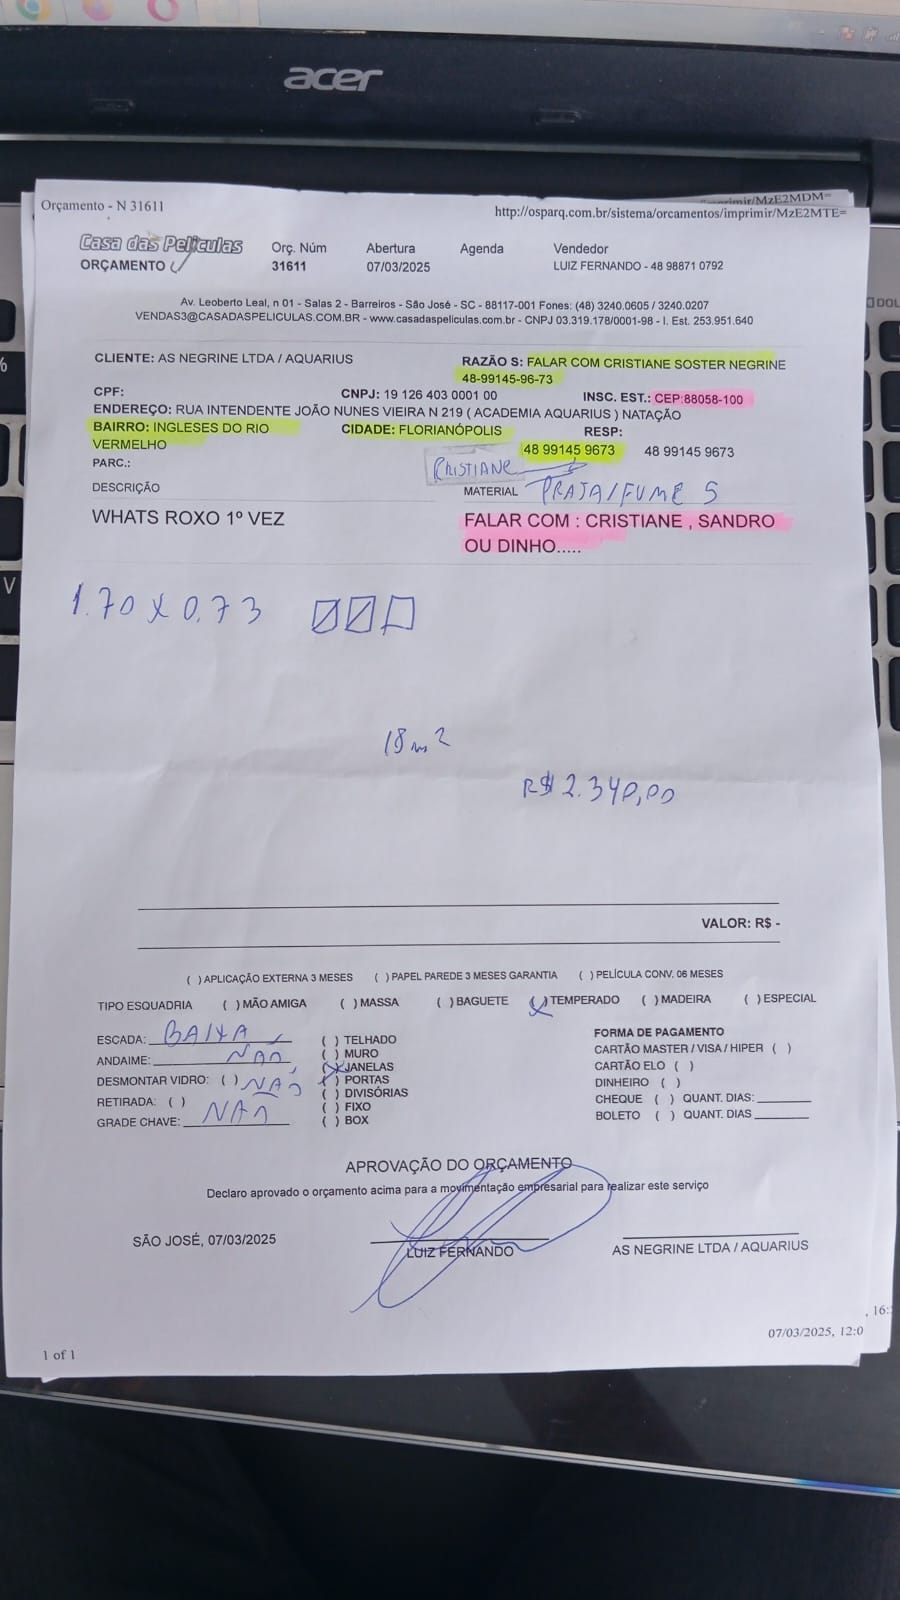 acer
Orçamento - N 31611
http://osparq.com.br/sistema/orcamentos/imprimir/MzE2MTE=
Casa das Películas
ORÇAMENTO
Orç. Núm
31611
Abertura
07/03/2025
Agenda
Vendedor
LUIZ FERNANDO - 48 98871 0792
Av. Leoberto Leal, n 01 - Salas 2 - Barreiros - São José - SC - 88117-001 Fones: (48) 3240.0605 / 3240.0207
VENDAS3@CASADASPELICULAS.COM.BR - www.casadaspeliculas.com.br - CNPJ 03.319.178/0001-98 - I. Est. 253.951.640
CLIENTE: AS NEGRINE LTDA / AQUARIUS
RAZÃO S: FALAR COM CRISTIANE SOSTER NEGRINE
48-99145-96-73
CPF:
CNPJ: 19 126 403 0001 00
INSC. EST.: CEP:88058-100
ENDEREÇO: RUA INTENDENTE JOÃO NUNES VIEIRA N 219 ( ACADEMIA AQUARIUS ) NATAÇÃO
BAIRRO: INGLESES DO RIO
VERMELHO
CIDADE: FLORIANÓPOLIS
RESP:
48 99145 9673
48 99145 9673
PARC.:
CRISTIANE
DESCRIÇÃO
MATERIAL PRATA/FUME 5
WHATS ROXO 1º VEZ
FALAR COM : CRISTIANE , SANDRO
OU DINHO.....
1.70 x 0,73
18 m2
R$ 2.340,00
VALOR: R$ -
( ) APLICAÇÃO EXTERNA 3 MESES ( ) PAPEL PAREDE 3 MESES GARANTIA ( ) PELÍCULA CONV. 06 MESES
TIPO ESQUADRIA ( ) MÃO AMIGA ( ) MASSA ( ) BAGUETE (X) TEMPERADO ( ) MADEIRA ( ) ESPECIAL
ESCADA: BAIXA
ANDAIME: NÃO
DESMONTAR VIDRO: ( ) NÃO
RETIRADA: ( )
GRADE CHAVE: NÃO
( ) TELHADO
( ) MURO
(X) JANELAS
(X) PORTAS
( ) DIVISÓRIAS
( ) FIXO
( ) BOX
FORMA DE PAGAMENTO
CARTÃO MASTER / VISA / HIPER ( )
CARTÃO ELO ( )
DINHEIRO ( )
CHEQUE ( ) QUANT. DIAS:
BOLETO ( ) QUANT. DIAS
APROVAÇÃO DO ORÇAMENTO
Declaro aprovado o orçamento acima para a movimentação empresarial para realizar este serviço
SÃO JOSÉ, 07/03/2025
LUIZ FERNANDO
AS NEGRINE LTDA / AQUARIUS
07/03/2025, 12:0
1 of 1